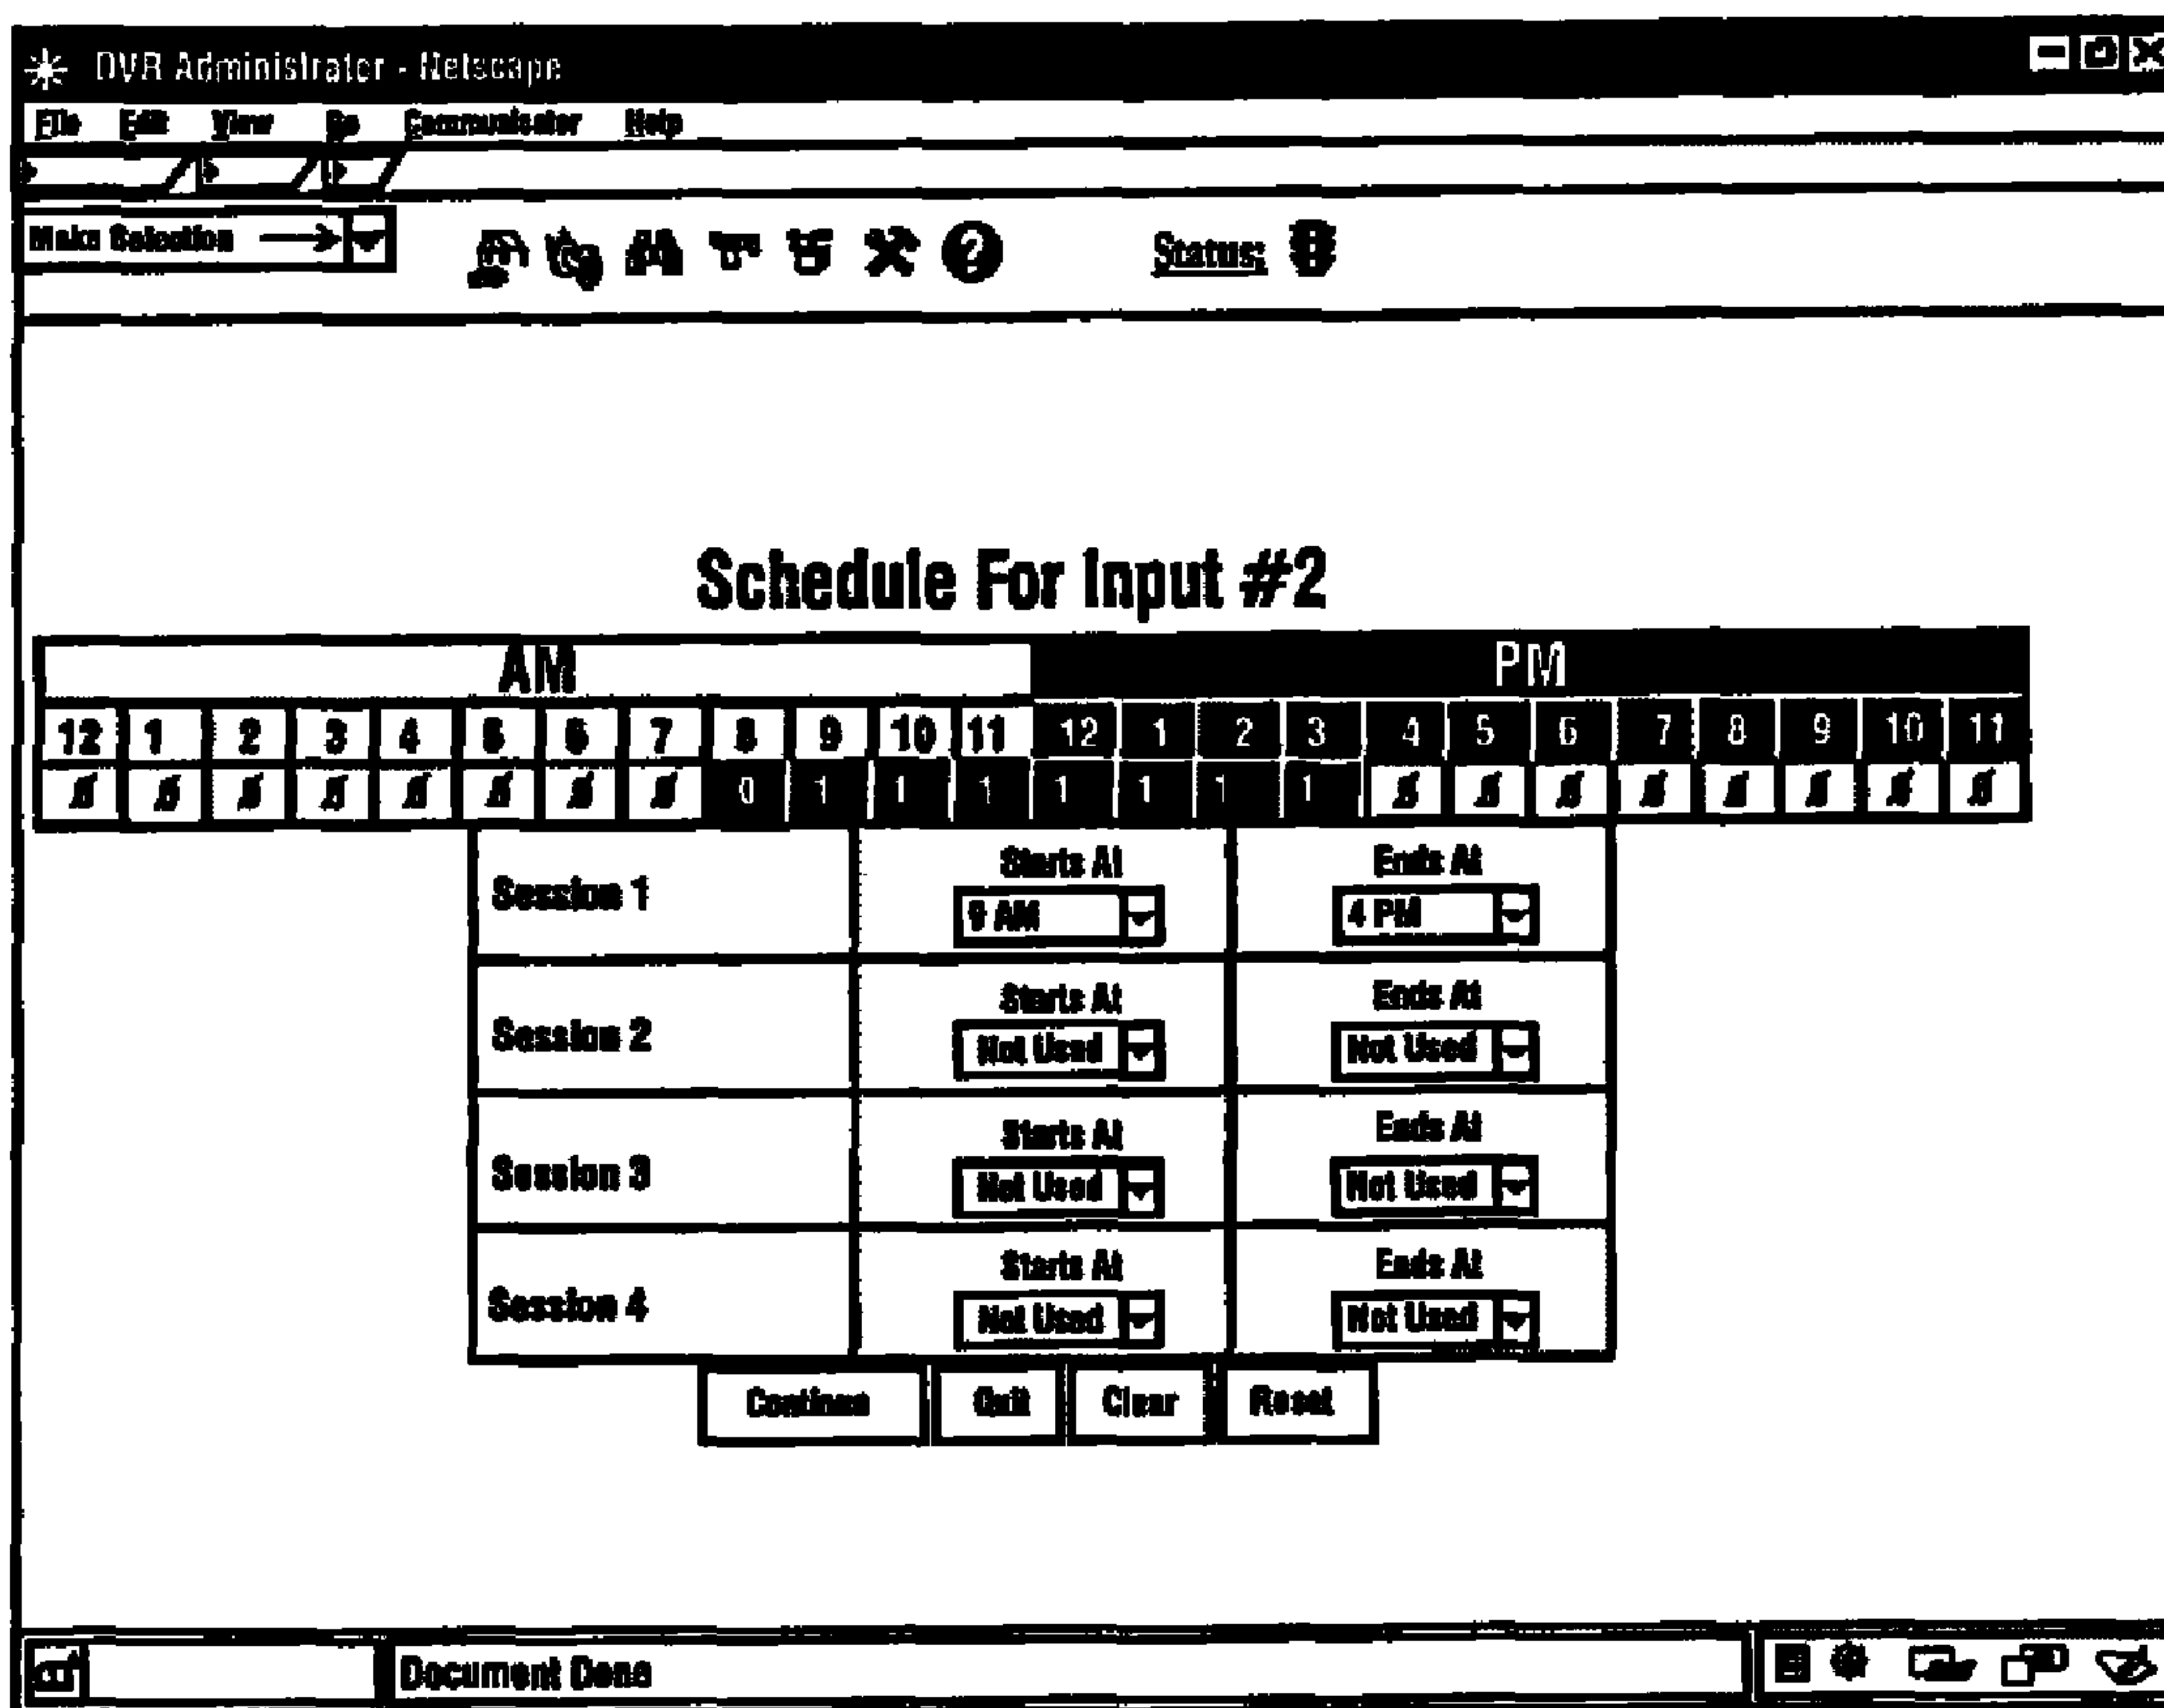 DVR Administrator - Netscape
File Edit View Go Communicator Help
Make Selection
Status:
Schedule For Input #2
AM PM
12 1 2 3 4 5 6 7 8 9 10 11 12 1 2 3 4 5 6 7 8 9 10 11
0 1 1 1 1 1 1 1
Starts At Ends At
Session 1
9 AM 4 PM
Starts At Ends At
Session 2
Not Used Not Used
Starts At Ends At
Session 3
Not Used Not Used
Starts At Ends At
Session 4
Not Used Not Used
Continue Quit Clear Reset
Document Done